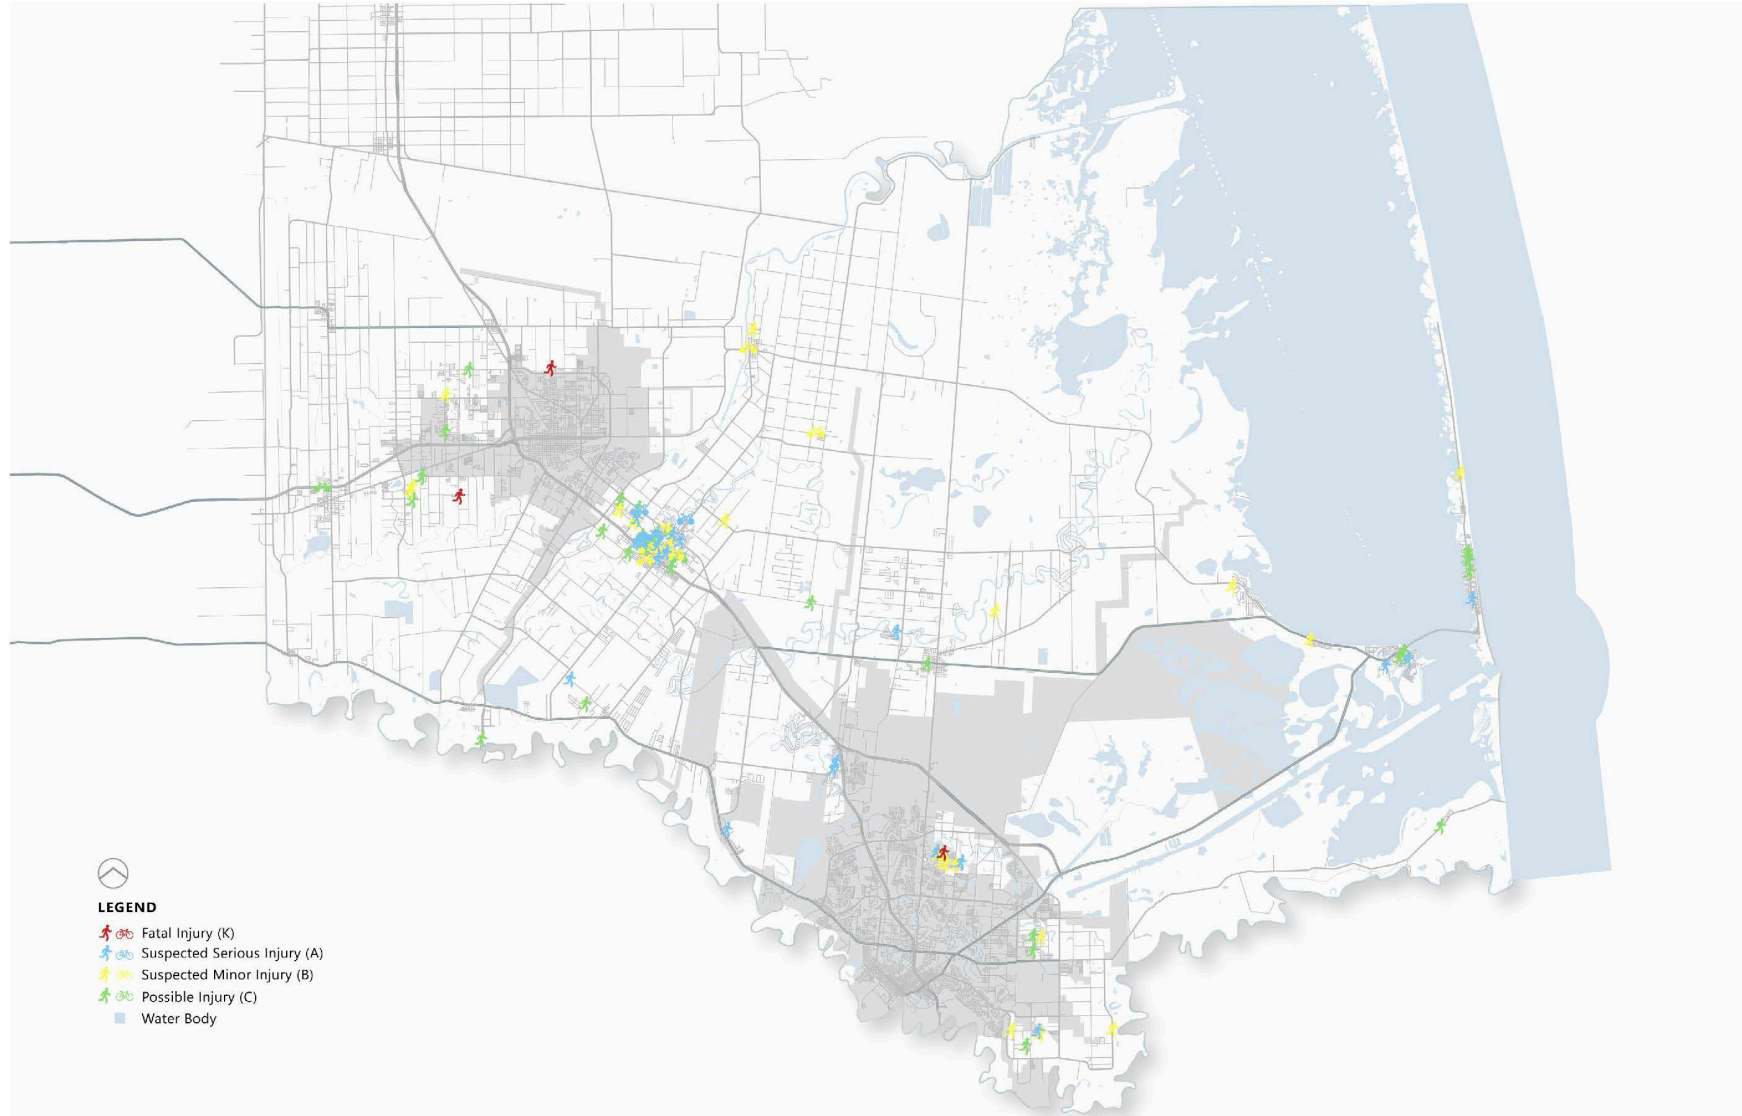 LEGEND
Fatal Injury (K)
Suspected Serious Injury (A)
Suspected Minor Injury (B)
Possible Injury (C)
Water Body